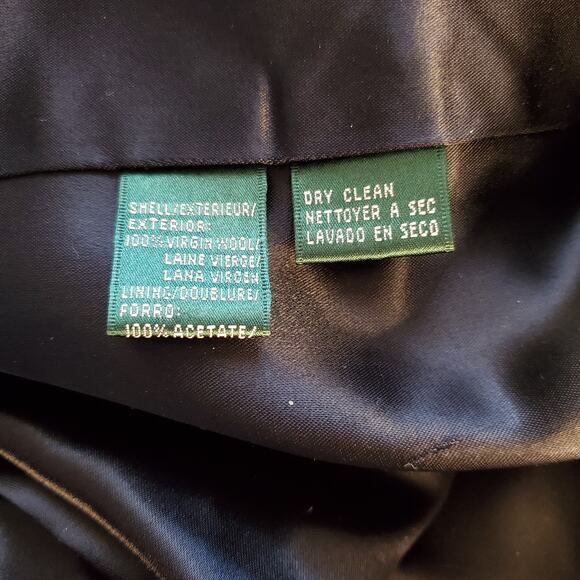 SHELL/EXTERIEUR/
EXTERIOR:
100% VIRGIN WOOL/
LAINE VIERGE/
LANA VIRGEN
LINING/DOUBLURE/
FORRO:
100% ACETATE/
DRY CLEAN
NETTOYER A SEC
LAVADO EN SECO